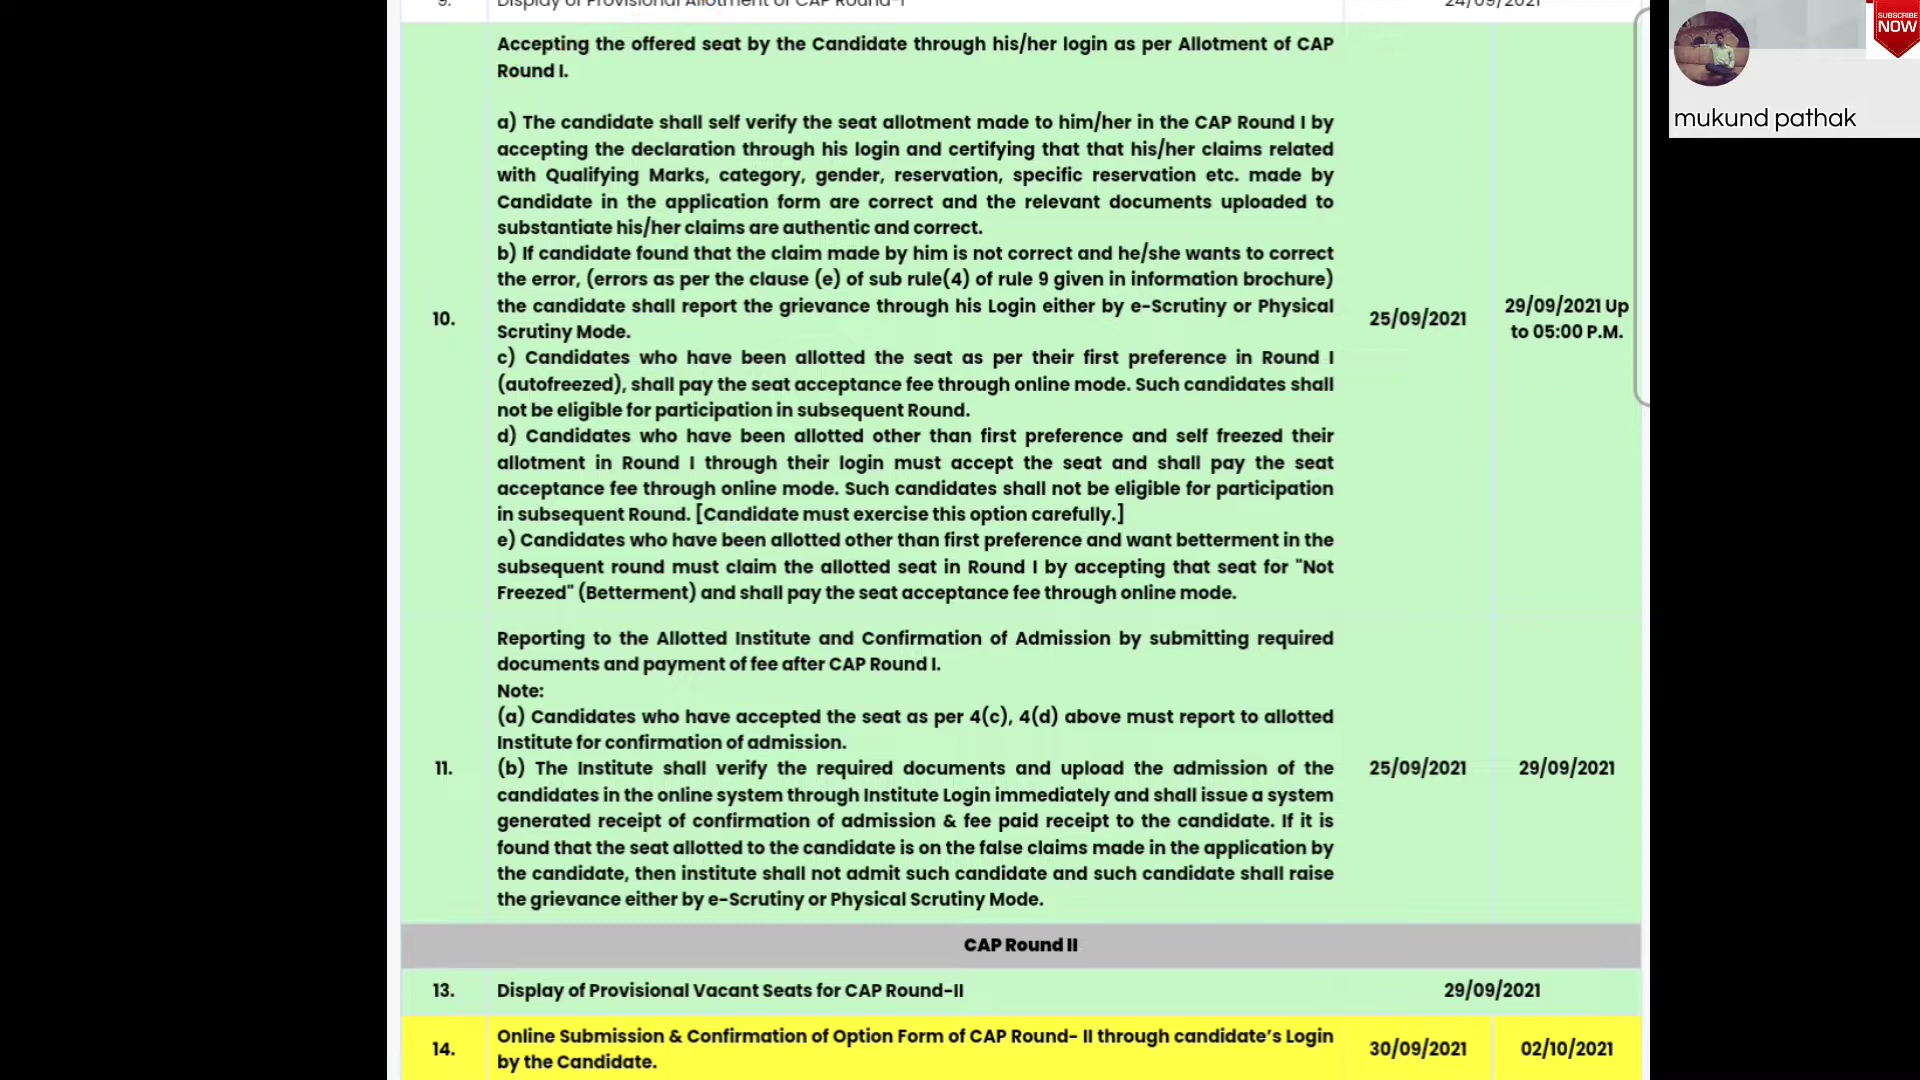 9. Display of Provisional Allotment of CAP Round-I 24/09/2021
Accepting the offered seat by the Candidate through his/her login as per Allotment of CAP
Round I.
a) The candidate shall self verify the seat allotment made to him/her in the CAP Round I by
accepting the declaration through his login and certifying that that his/her claims related
with Qualifying Marks, category, gender, reservation, specific reservation etc. made by
Candidate in the application form are correct and the relevant documents uploaded to
substantiate his/her claims are authentic and correct.
b) If candidate found that the claim made by him is not correct and he/she wants to correct
the error, (errors as per the clause (e) of sub rule(4) of rule 9 given in information brochure)
the candidate shall report the grievance through his Login either by e-Scrutiny or Physical
Scrutiny Mode.
c) Candidates who have been allotted the seat as per their first preference in Round I
(autofreezed), shall pay the seat acceptance fee through online mode. Such candidates shall
not be eligible for participation in subsequent Round.
d) Candidates who have been allotted other than first preference and self freezed their
allotment in Round I through their login must accept the seat and shall pay the seat
acceptance fee through online mode. Such candidates shall not be eligible for participation
in subsequent Round. [Candidate must exercise this option carefully.]
e) Candidates who have been allotted other than first preference and want betterment in the
subsequent round must claim the allotted seat in Round I by accepting that seat for "Not
Freezed" (Betterment) and shall pay the seat acceptance fee through online mode.
10.
25/09/2021
29/09/2021 Up
to 05:00 P.M.
Reporting to the Allotted Institute and Confirmation of Admission by submitting required
documents and payment of fee after CAP Round I.
Note:
(a) Candidates who have accepted the seat as per 4(c), 4(d) above must report to allotted
Institute for confirmation of admission.
(b) The Institute shall verify the required documents and upload the admission of the
candidates in the online system through Institute Login immediately and shall issue a system
generated receipt of confirmation of admission & fee paid receipt to the candidate. If it is
found that the seat allotted to the candidate is on the false claims made in the application by
the candidate, then institute shall not admit such candidate and such candidate shall raise
the grievance either by e-Scrutiny or Physical Scrutiny Mode.
11.
25/09/2021
29/09/2021
CAP Round II
13. Display of Provisional Vacant Seats for CAP Round-II 29/09/2021
14.
Online Submission & Confirmation of Option Form of CAP Round- II through candidate's Login
by the Candidate.
30/09/2021
02/10/2021
SUBSCRIBE
NOW
mukund pathak